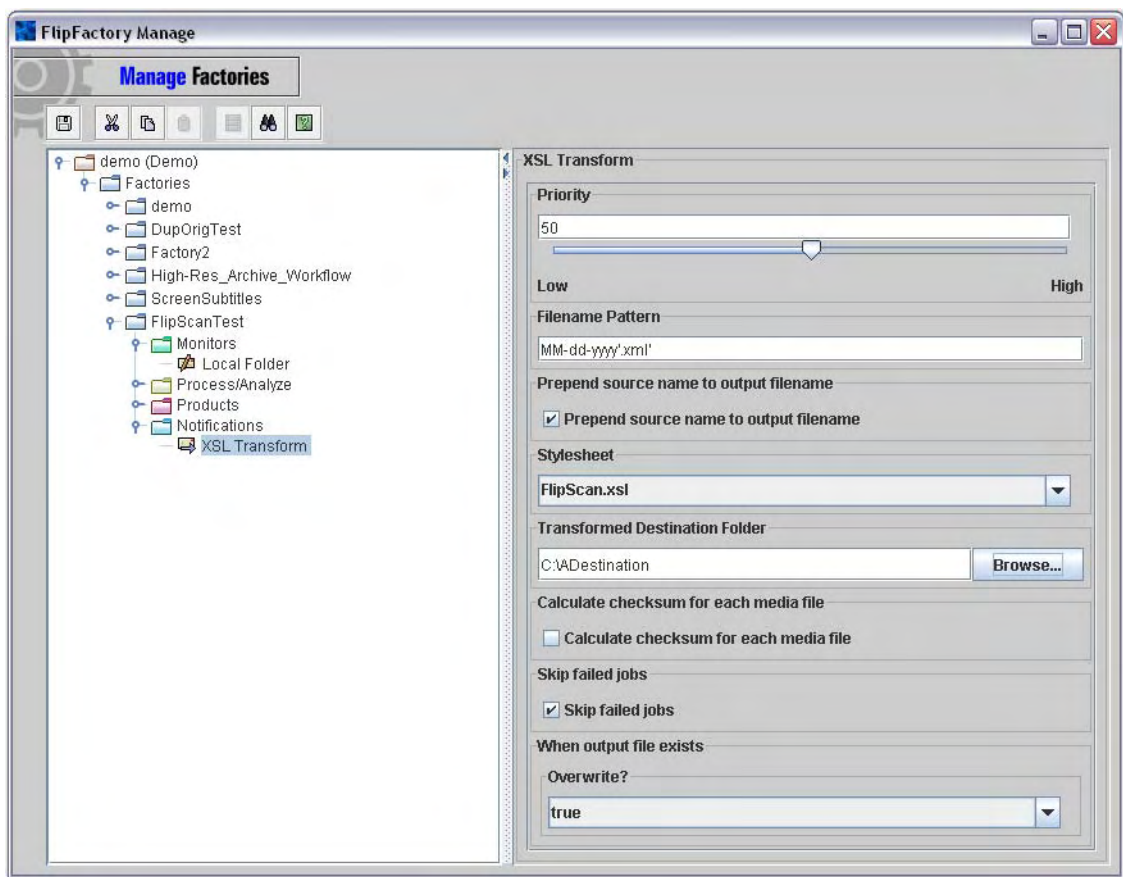 FlipFactory Manage
Manage Factories
demo (Demo)
Factories
demo
DupOrigTest
Factory2
High-Res_Archive_Workflow
ScreenSubtitles
FlipScanTest
Monitors
Local Folder
Process/Analyze
Products
Notifications
XSL Transform
XSL Transform
Priority
50
Low High
Filename Pattern
MM-dd-yyyy'.xml'
Prepend source name to output filename
Prepend source name to output filename
Stylesheet
FlipScan.xsl
Transformed Destination Folder
C:\ADestination Browse...
Calculate checksum for each media file
Calculate checksum for each media file
Skip failed jobs
Skip failed jobs
When output file exists
Overwrite?
true